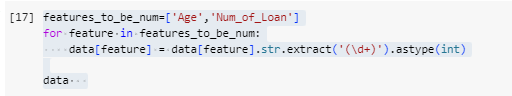 [17] features_to_be_num=['Age','Num_of_Loan']
for feature in features_to_be_num:
    data[feature] = data[feature].str.extract('(\d+)').astype(int)
data